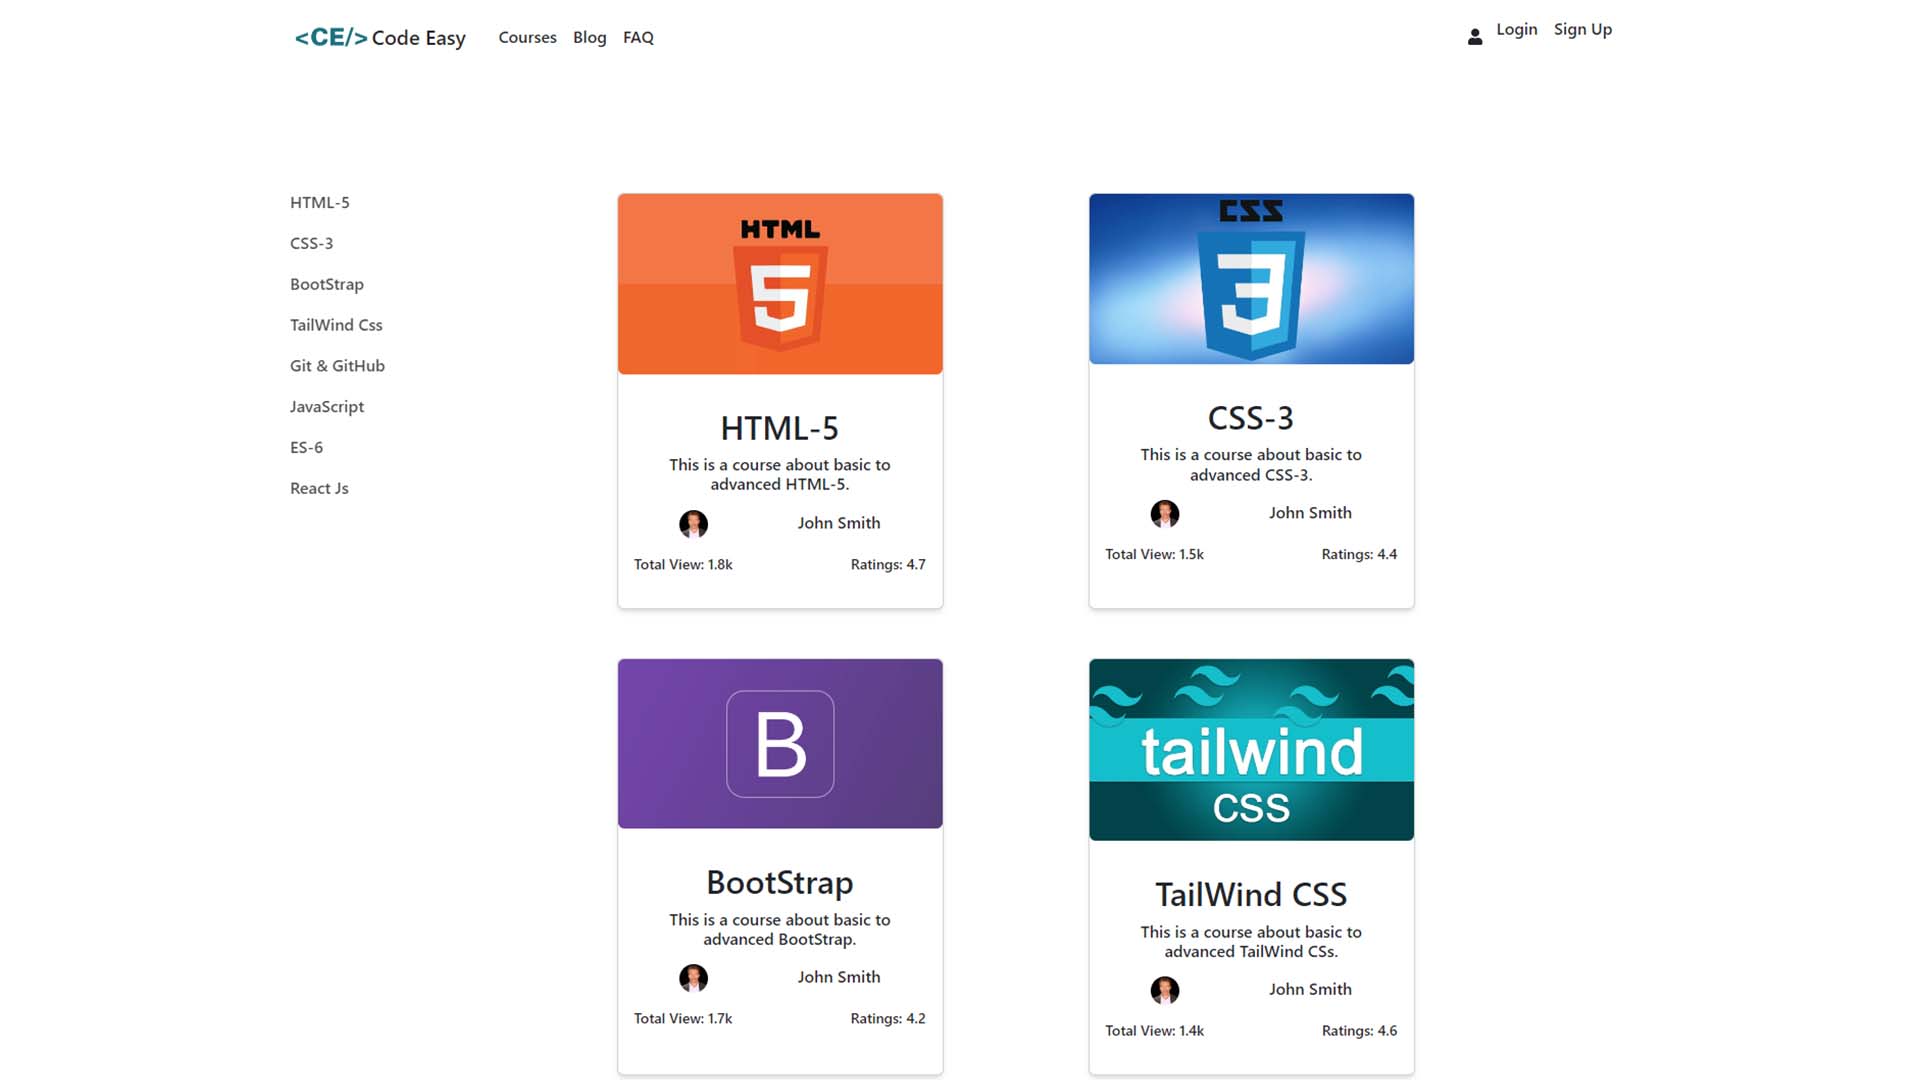 <CE/> Code Easy
Courses Blog FAQ
Login Sign Up
HTML-5
CSS-3
BootStrap
TailWind Css
Git & GitHub
JavaScript
ES-6
React Js
HTML
5
HTML-5
This is a course about basic to
advanced HTML-5.
John Smith
Total View: 1.8k Ratings: 4.7
CSS
3
CSS-3
This is a course about basic to
advanced CSS-3.
John Smith
Total View: 1.5k Ratings: 4.4
B
BootStrap
This is a course about basic to
advanced BootStrap.
John Smith
Total View: 1.7k Ratings: 4.2
tailwind
css
TailWind CSS
This is a course about basic to
advanced TailWind CSs.
John Smith
Total View: 1.4k Ratings: 4.6